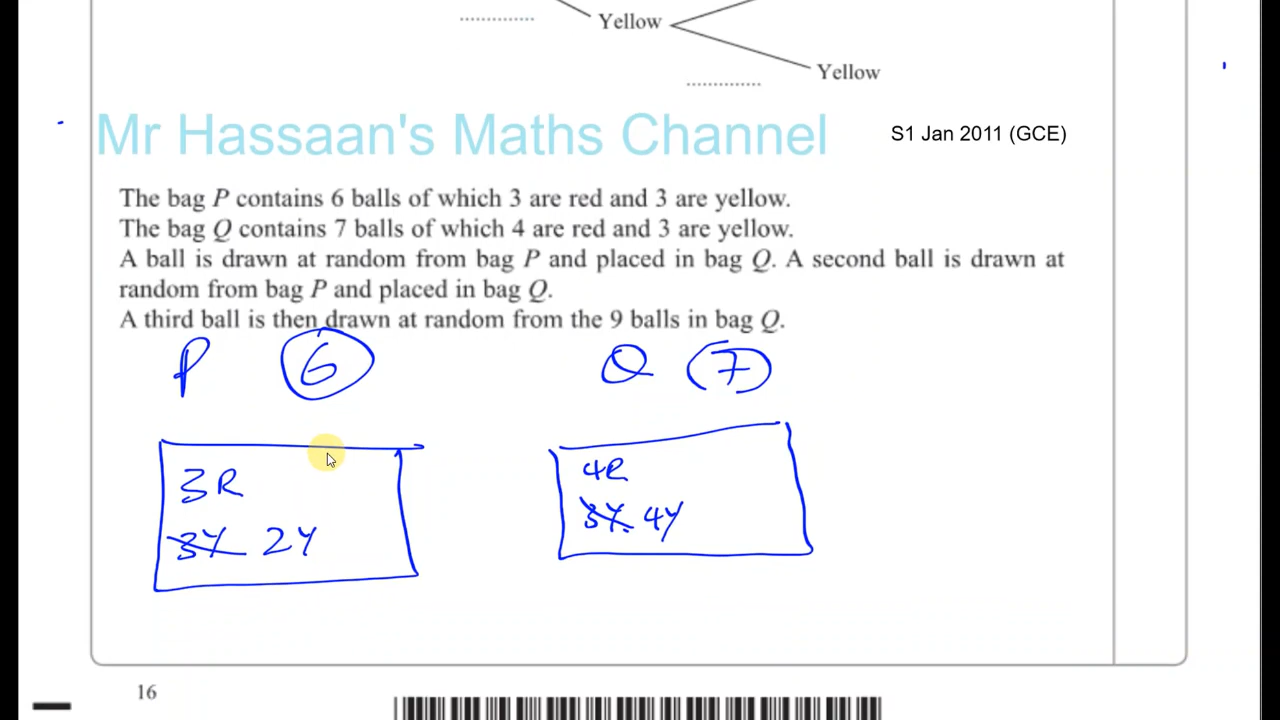 Yellow
Yellow
Mr Hassaan's Maths Channel
S1 Jan 2011 (GCE)
The bag P contains 6 balls of which 3 are red and 3 are yellow.
The bag Q contains 7 balls of which 4 are red and 3 are yellow.
A ball is drawn at random from bag P and placed in bag Q. A second ball is drawn at
random from bag P and placed in bag Q.
A third ball is then drawn at random from the 9 balls in bag Q.
P 6 Q (7)
3R 4R
3Y 2Y 3Y 4Y
16